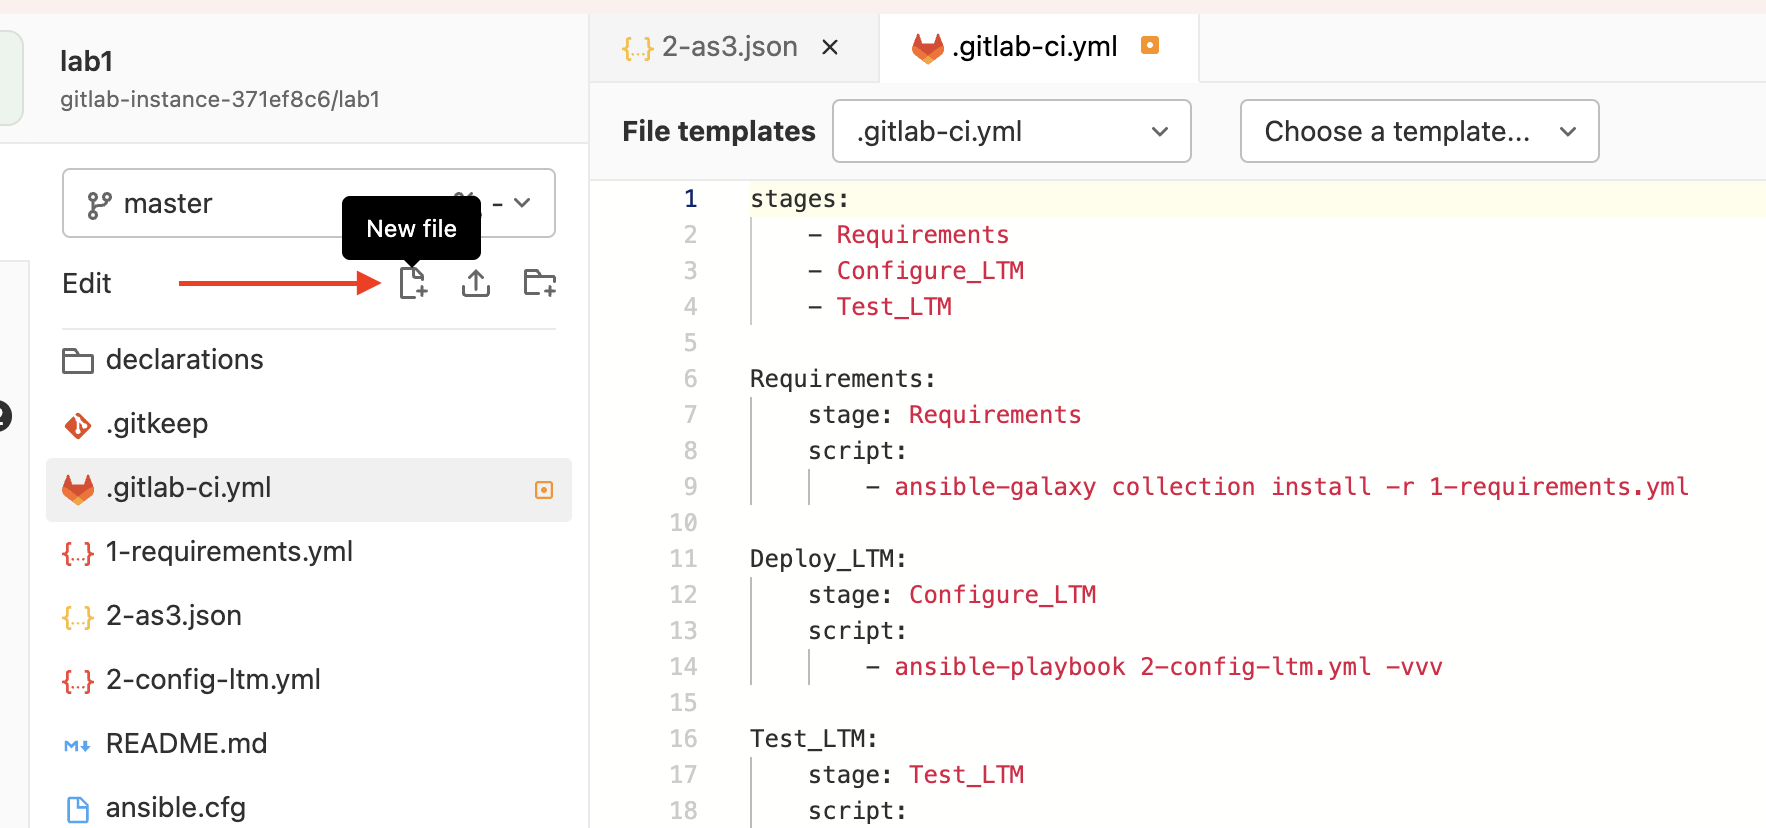 lab1
gitlab-instance-371ef8c6/lab1
master
-
New file
Edit
declarations
.gitkeep
.gitlab-ci.yml
1-requirements.yml
2-as3.json
2-config-ltm.yml
README.md
ansible.cfg
2-as3.json
.gitlab-ci.yml
File templates
.gitlab-ci.yml
Choose a template...
1 stages:
2 - Requirements
3 - Configure_LTM
4 - Test_LTM
5
6 Requirements:
7 stage: Requirements
8 script:
9 - ansible-galaxy collection install -r 1-requirements.yml
10
11 Deploy_LTM:
12 stage: Configure_LTM
13 script:
14 - ansible-playbook 2-config-ltm.yml -vvv
15
16 Test_LTM:
17 stage: Test_LTM
18 script: